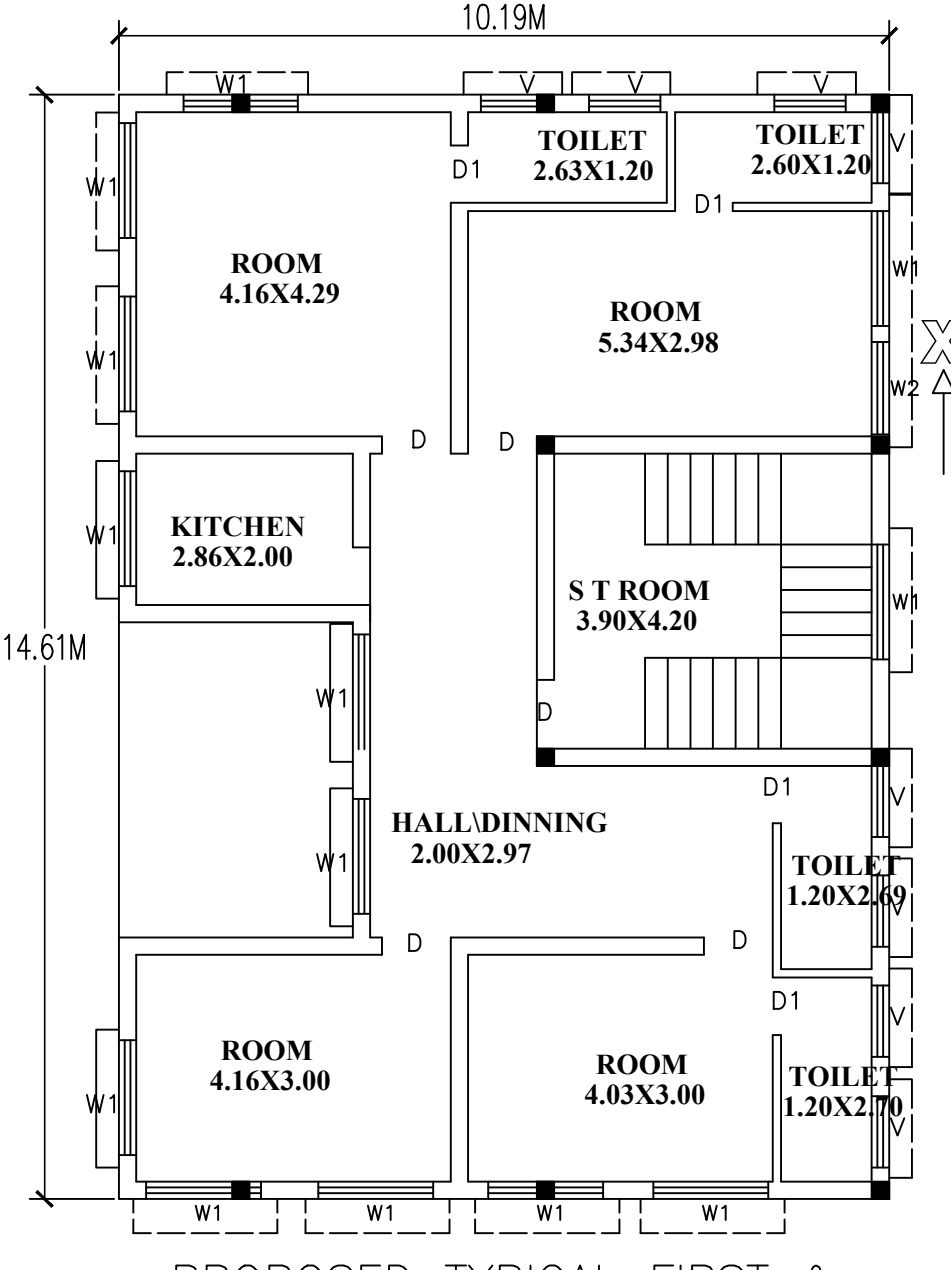 10.19M
W1 V V V
TOILET
2.63X1.20
TOILET
2.60X1.20
V
D1
D1
W1
ROOM
4.16X4.29
W1
ROOM
5.34X2.98
X
W1
W2
D D
KITCHEN
2.86X2.00
W1
S T ROOM
3.90X4.20
W1
14.61M
W1
D
D1
V
HALL\DINNING
2.00X2.97
W1
TOILET
1.20X2.69
V
D D
D1
V
ROOM
4.16X3.00
ROOM
4.03X3.00
TOILET
1.20X2.70
W1
V
W1 W1 W1 W1
PROPOSED TYPICAL FIRST &